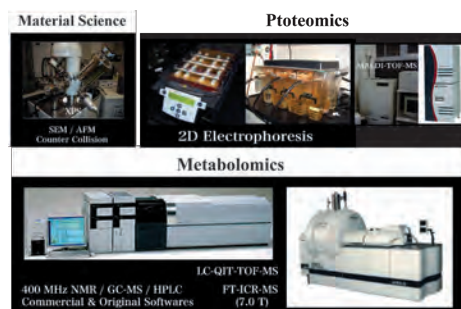 Material Science
Ptoteomics
XPS
SEM / AFM
Counter Collision
2D Electrophoresis
MALDI-TOF-MS
Metabolomics
LC-QIT-TOF-MS
400 MHz NMR / GC-MS / HPLC
Commercial & Original Softwares
FT-ICR-MS
(7.0 T)